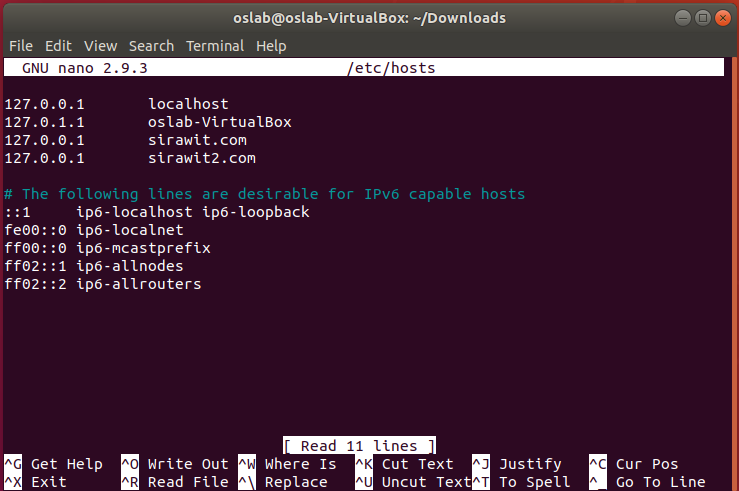 oslab@oslab-VirtualBox: ~/Downloads
File Edit View Search Terminal Help
GNU nano 2.9.3 /etc/hosts
127.0.0.1 localhost
127.0.1.1 oslab-VirtualBox
127.0.0.1 sirawit.com
127.0.0.1 sirawit2.com
# The following lines are desirable for IPv6 capable hosts
::1 ip6-localhost ip6-loopback
fe00::0 ip6-localnet
ff00::0 ip6-mcastprefix
ff02::1 ip6-allnodes
ff02::2 ip6-allrouters
[ Read 11 lines ]
^G Get Help ^O Write Out ^W Where Is ^K Cut Text ^J Justify ^C Cur Pos
^X Exit ^R Read File ^\ Replace ^U Uncut Text ^T To Spell ^_ Go To Line